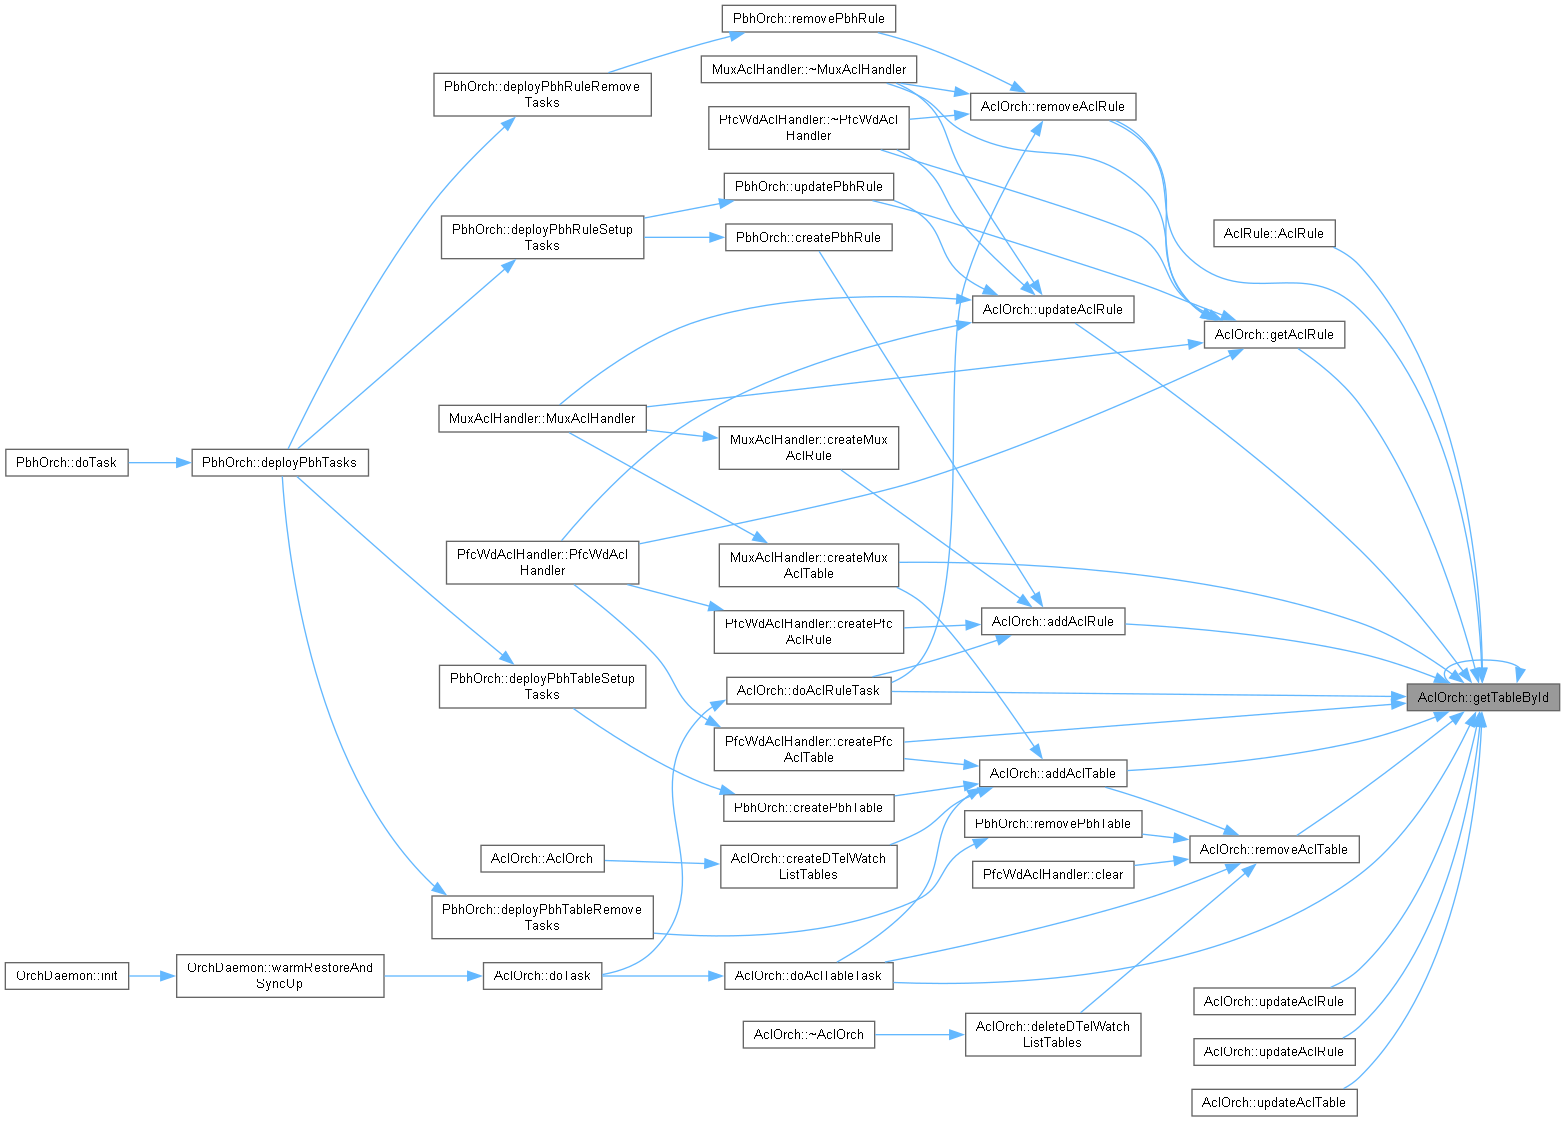 PbhOrch::removePbhRule
MuxAclHandler::~MuxAclHandler
PbhOrch::deployPbhRuleRemove
Tasks
AclOrch::removeAclRule
PfcWdAclHandler::~PfcWdAcl
Handler
PbhOrch::updatePbhRule
PbhOrch::deployPbhRuleSetup
Tasks
PbhOrch::createPbhRule
AclRule::AclRule
AclOrch::updateAclRule
AclOrch::getAclRule
MuxAclHandler::MuxAclHandler
MuxAclHandler::createMux
AclRule
PbhOrch::doTask
PbhOrch::deployPbhTasks
PfcWdAclHandler::PfcWdAcl
Handler
MuxAclHandler::createMux
AclTable
AclOrch::addAclRule
PfcWdAclHandler::createPfc
AclRule
PbhOrch::deployPbhTableSetup
Tasks
AclOrch::doAclRuleTask
AclOrch::getTableById
PfcWdAclHandler::createPfc
AclTable
AclOrch::addAclTable
PbhOrch::createPbhTable
PbhOrch::removePbhTable
AclOrch::removeAclTable
AclOrch::AclOrch
AclOrch::createDTelWatch
ListTables
PfcWdAclHandler::clear
PbhOrch::deployPbhTableRemove
Tasks
OrchDaemon::init
OrchDaemon::warmRestoreAnd
SyncUp
AclOrch::doTask
AclOrch::doAclTableTask
AclOrch::updateAclRule
AclOrch::~AclOrch
AclOrch::deleteDTelWatch
ListTables
AclOrch::updateAclRule
AclOrch::updateAclTable